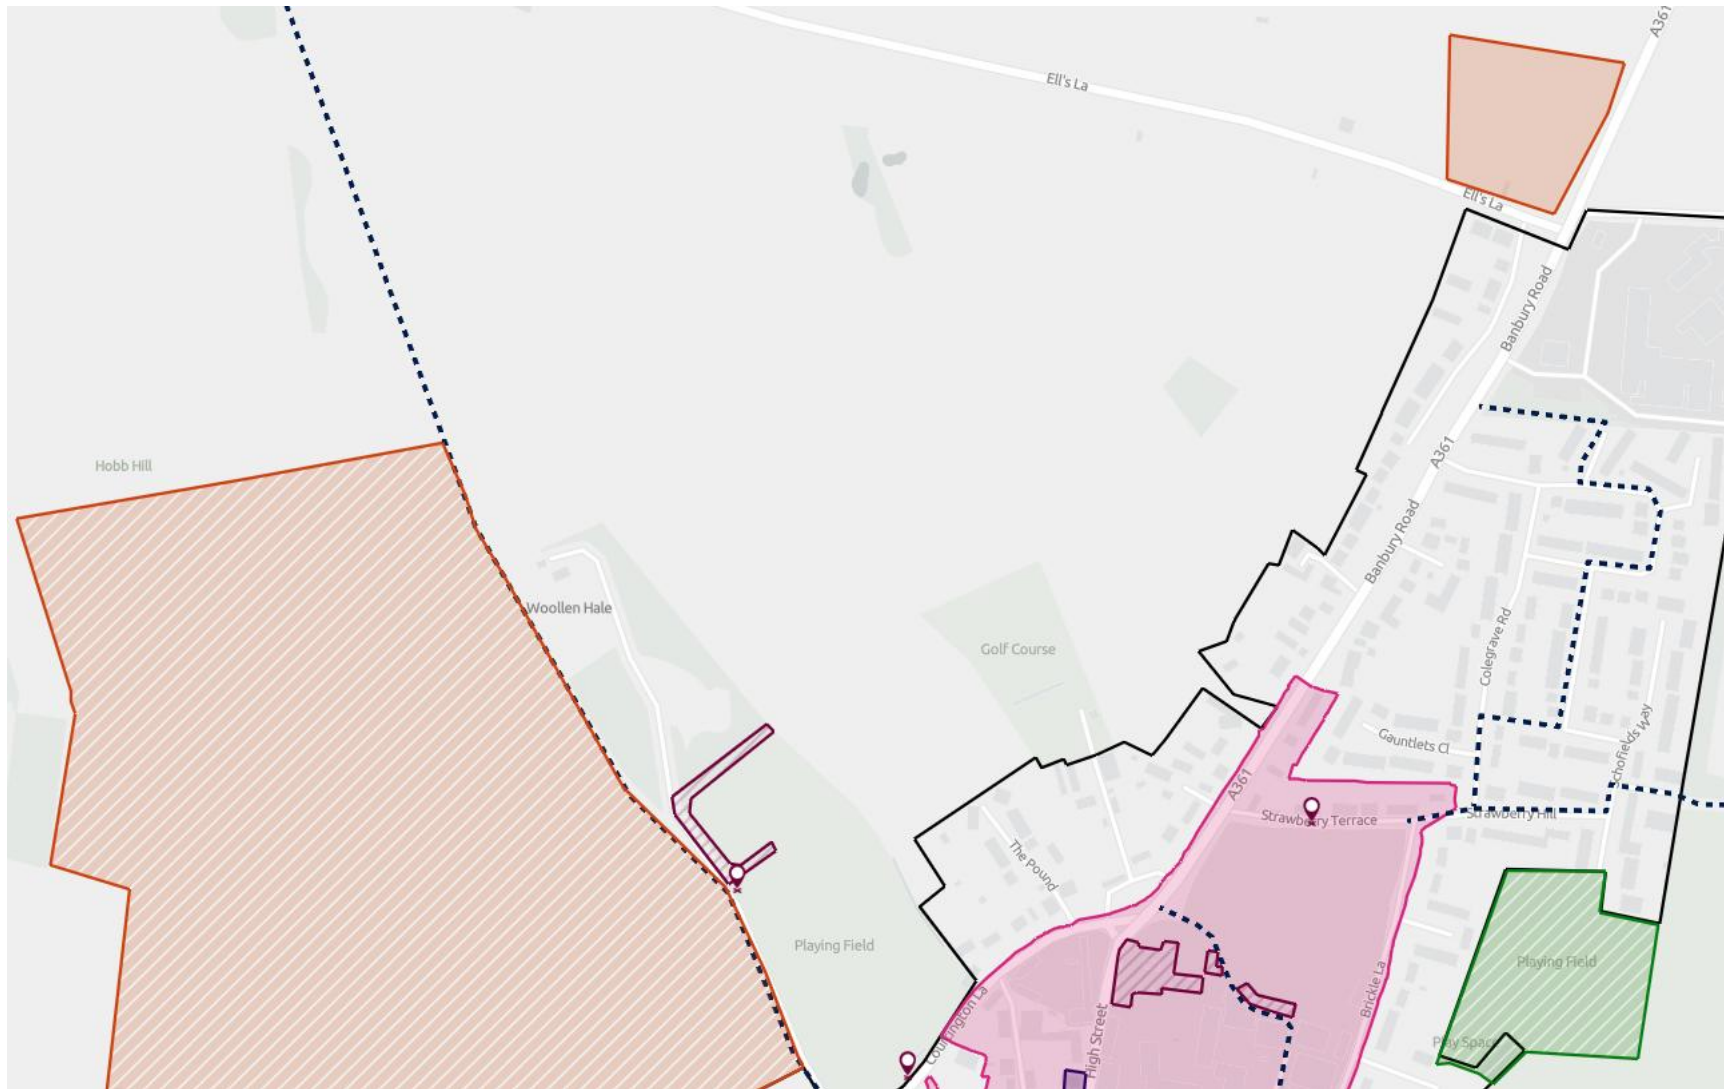 A361
Ell's La
Ell's La
Banbury Road
A361
Hobb Hill
Banbury Road
Woollen Hale
Golf Course
Colegrave Rd
Gauntlets Cl
Schofields Way
A361
Strawberry Terrace
Strawberry Hill
The Pound
Playing Field
Playing Field
Brickle La
Courtington La
High Street
Play Space